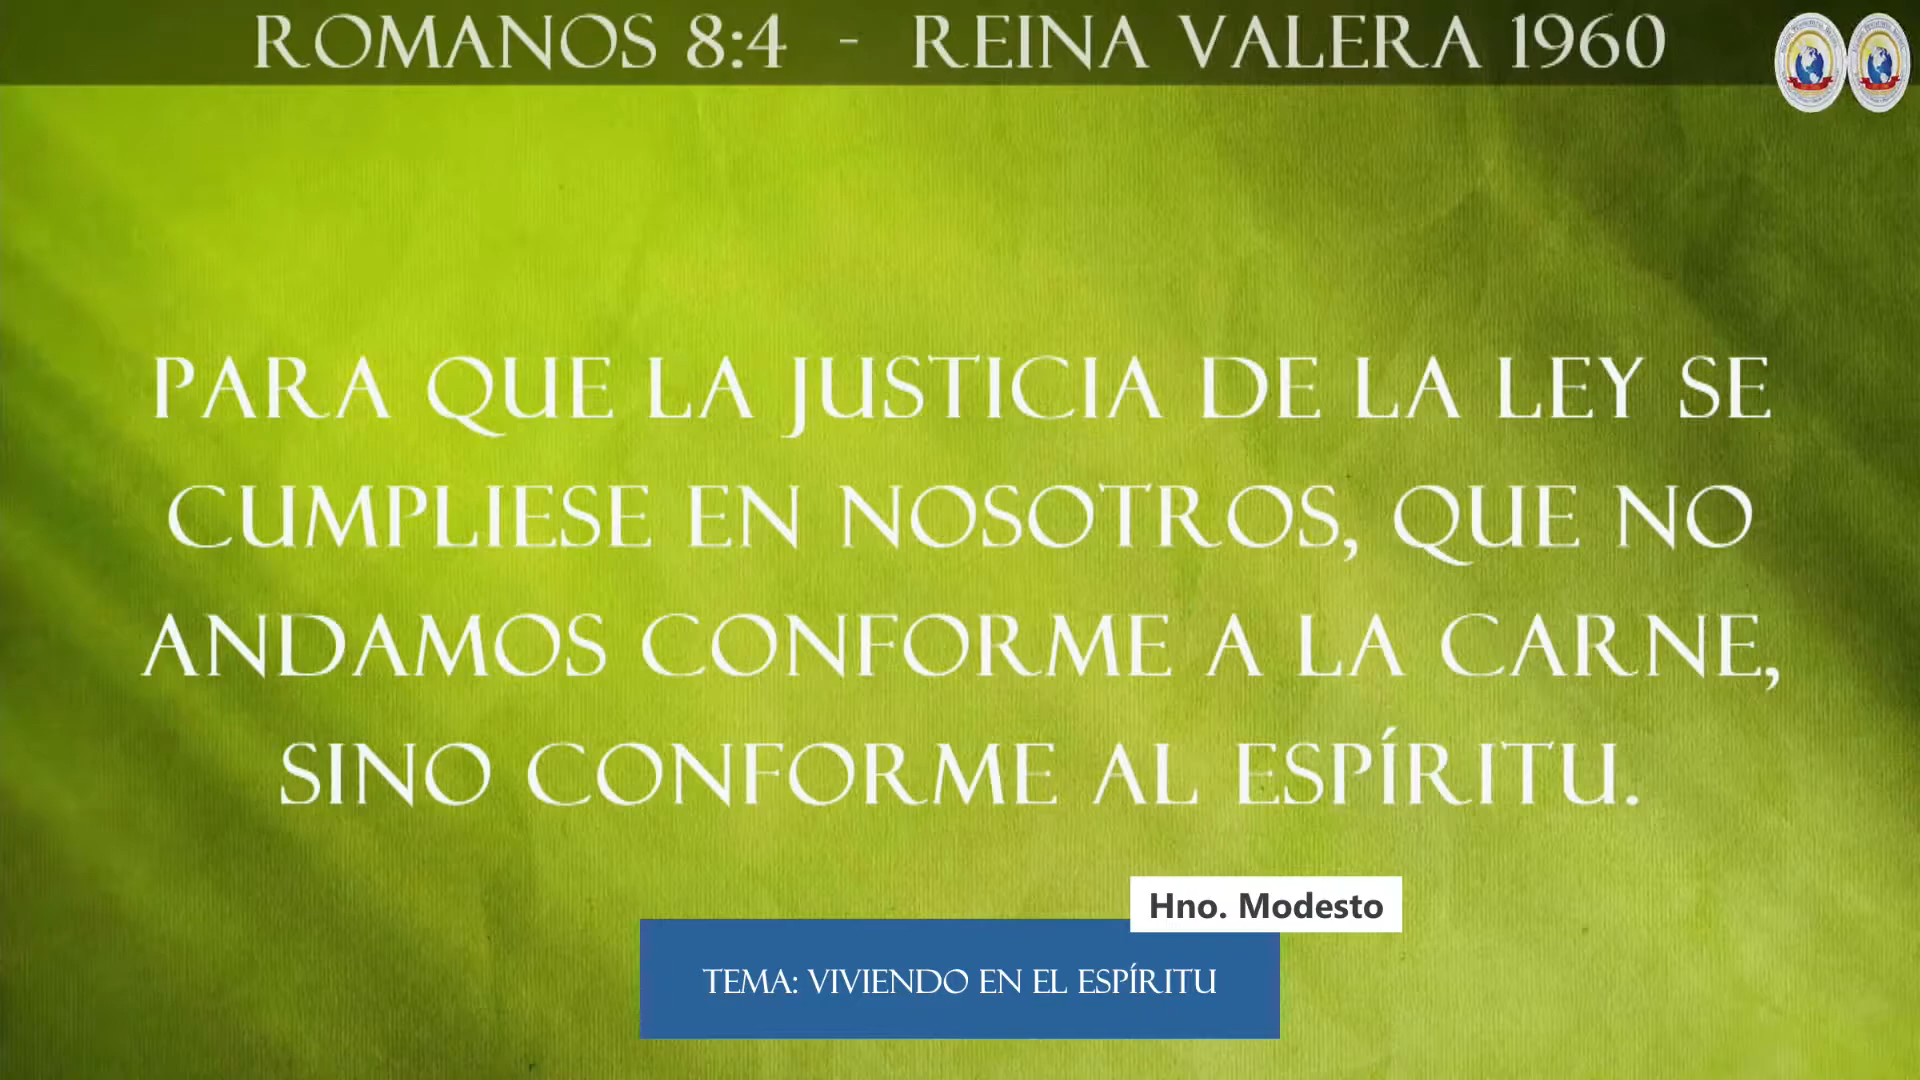 ROMANOS 8:4 - REINA VALERA 1960
PARA QUE LA JUSTICIA DE LA LEY SE
CUMPLIESE EN NOSOTROS, QUE NO
ANDAMOS CONFORME A LA CARNE,
SINO CONFORME AL ESPÍRITU.
Hno. Modesto
TEMA: VIVIENDO EN EL ESPÍRITU